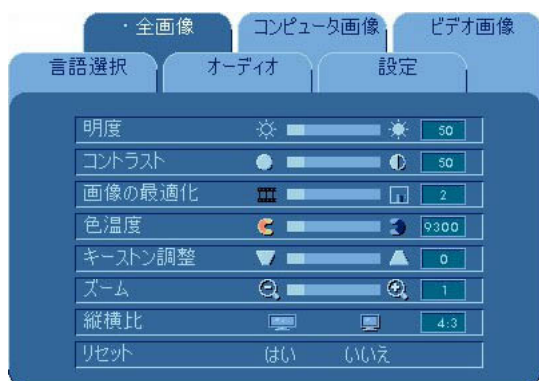 ・全画像 コンピュータ画像 ビデオ画像
言語選択 オーディオ 設定
明度 50
コントラスト 50
画像の最適化 2
色温度 9300
キーストン調整 0
ズーム 1
縦横比 4:3
リセット はい いいえ